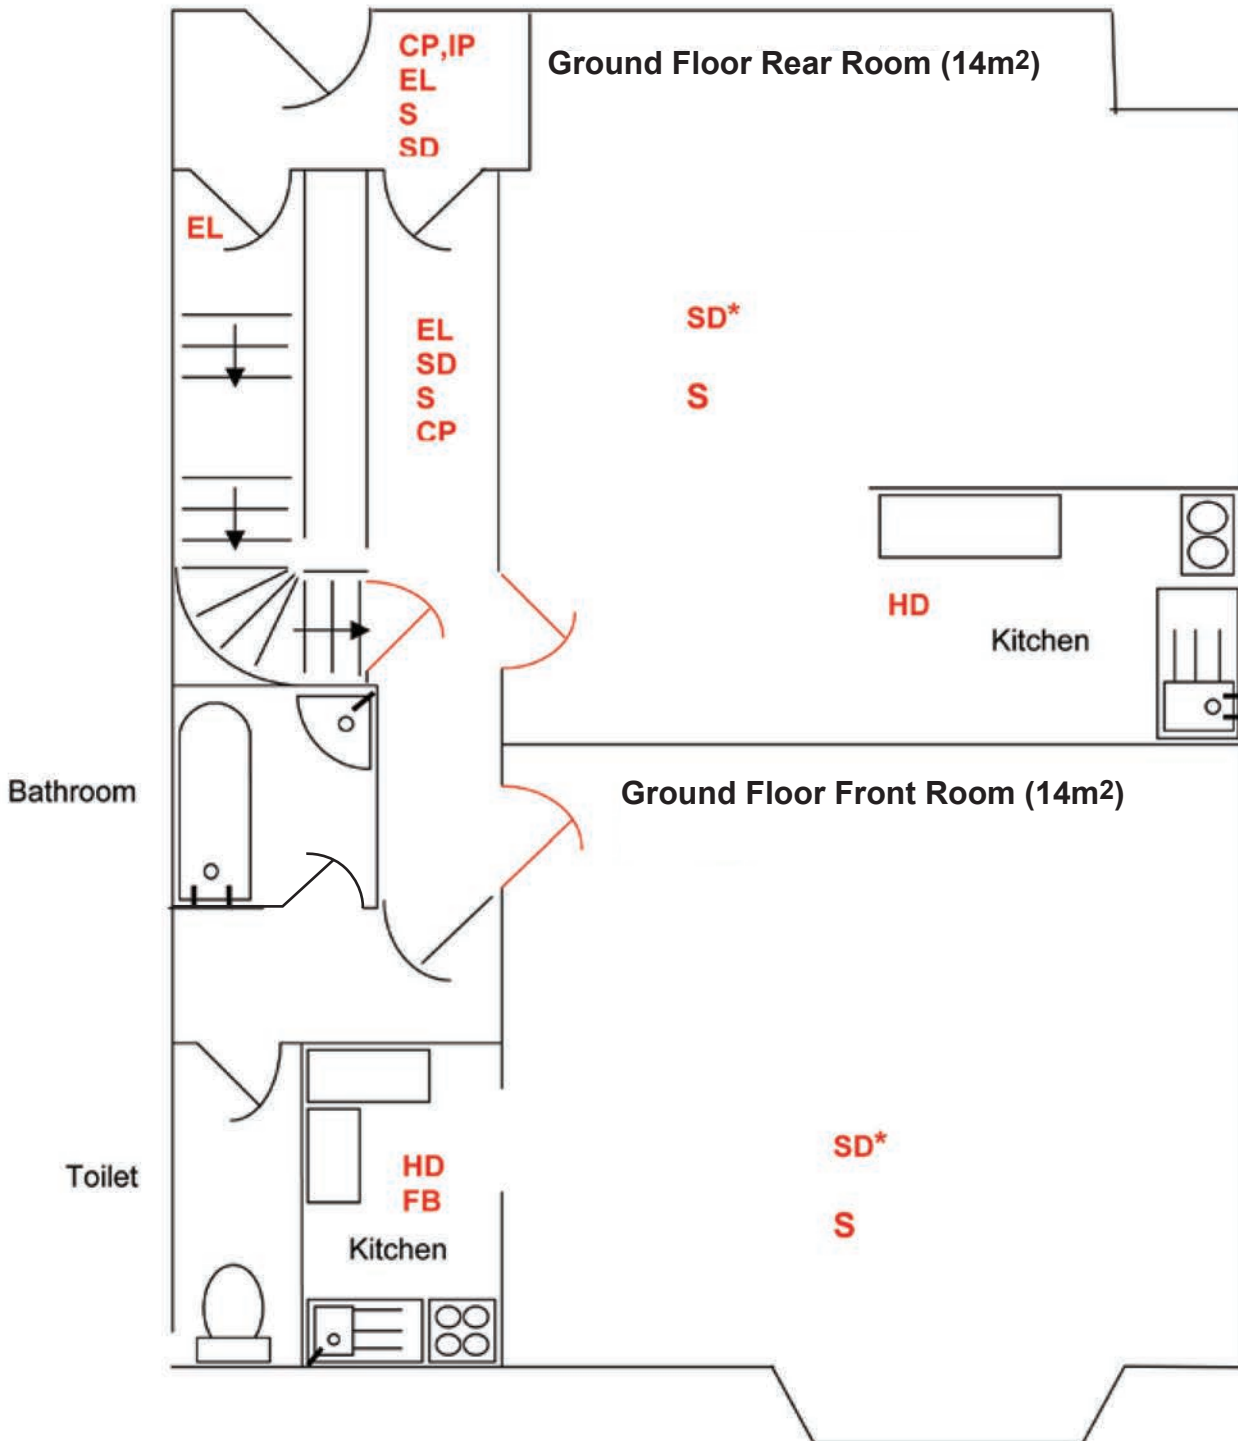 CP,IP
EL
S
SD
Ground Floor Rear Room (14m2)
EL
EL
SD
S
CP
SD*
S
HD
Kitchen
Bathroom
Ground Floor Front Room (14m2)
Toilet
HD
FB
Kitchen
SD*
S